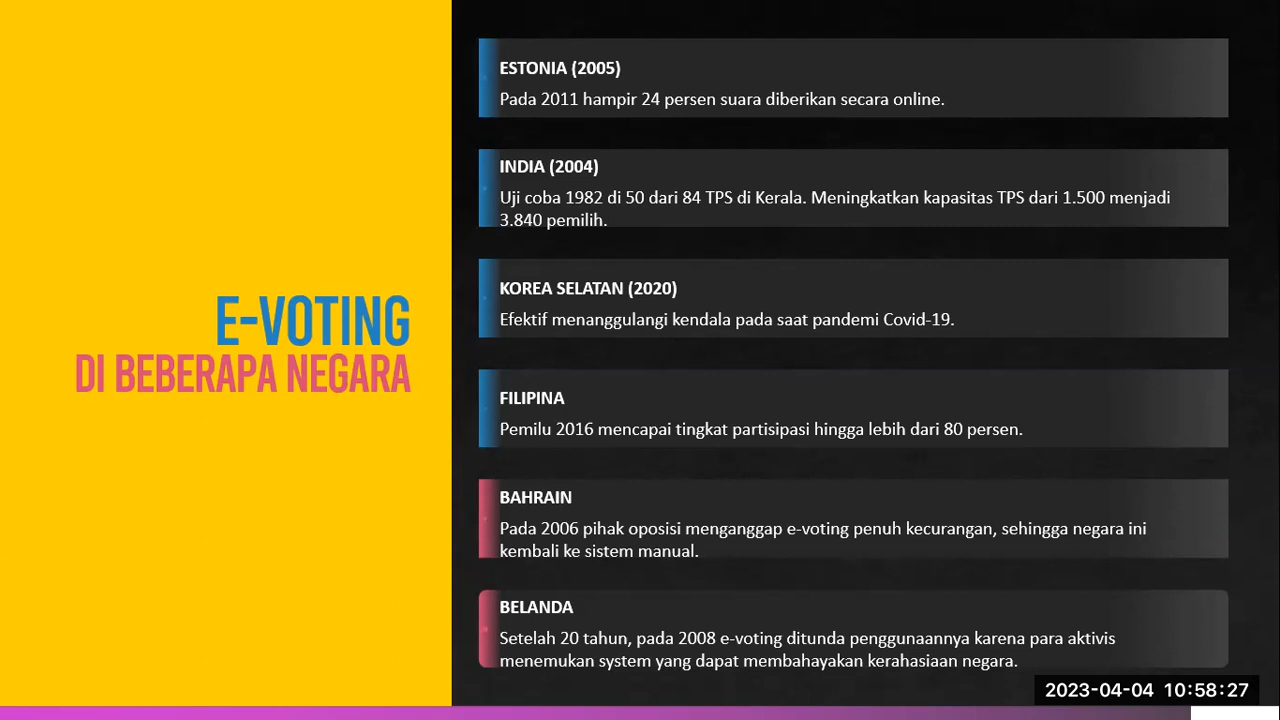 E-VOTING
DI BEBERAPA NEGARA
ESTONIA (2005)
Pada 2011 hampir 24 persen suara diberikan secara online.
INDIA (2004)
Uji coba 1982 di 50 dari 84 TPS di Kerala. Meningkatkan kapasitas TPS dari 1.500 menjadi
3.840 pemilih.
KOREA SELATAN (2020)
Efektif menanggulangi kendala pada saat pandemi Covid-19.
FILIPINA
Pemilu 2016 mencapai tingkat partisipasi hingga lebih dari 80 persen.
BAHRAIN
Pada 2006 pihak oposisi menganggap e-voting penuh kecurangan, sehingga negara ini
kembali ke sistem manual.
BELANDA
Setelah 20 tahun, pada 2008 e-voting ditunda penggunaannya karena para aktivis
menemukan system yang dapat membahayakan kerahasiaan negara.
2023-04-04 10:58:27